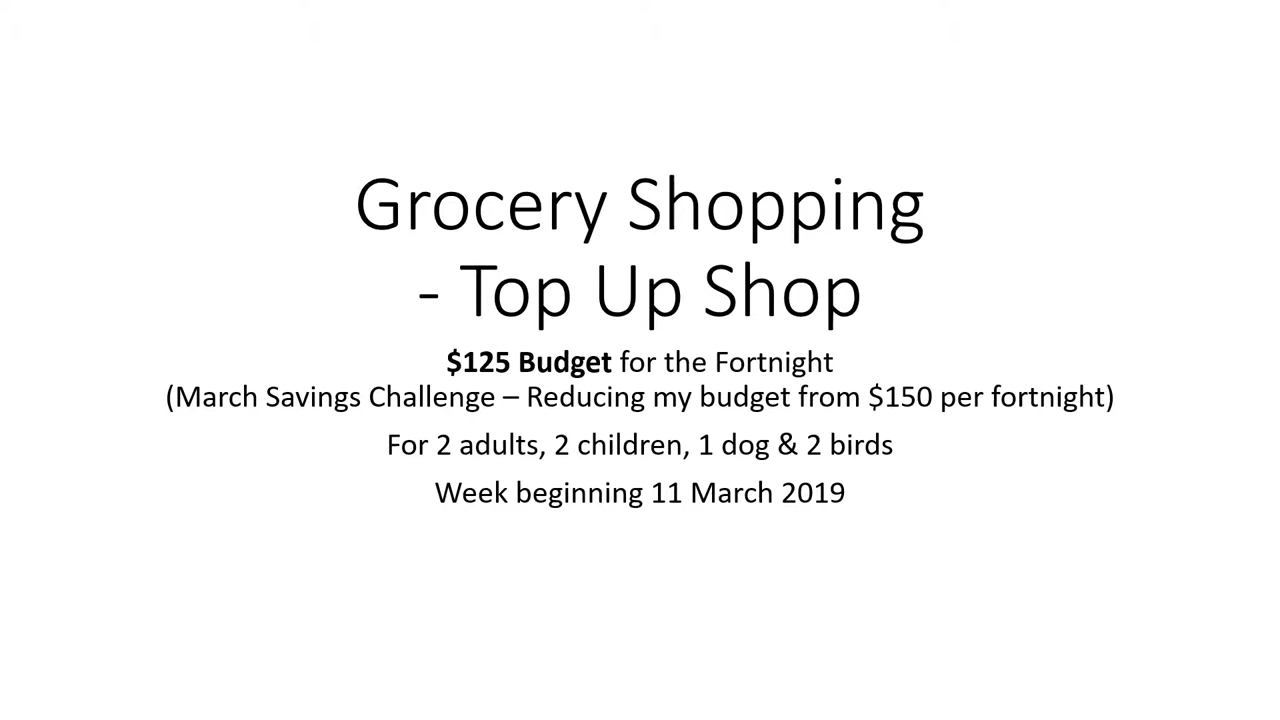 Grocery Shopping
- Top Up Shop
$125 Budget for the Fortnight
(March Savings Challenge – Reducing my budget from $150 per fortnight)
For 2 adults, 2 children, 1 dog & 2 birds
Week beginning 11 March 2019